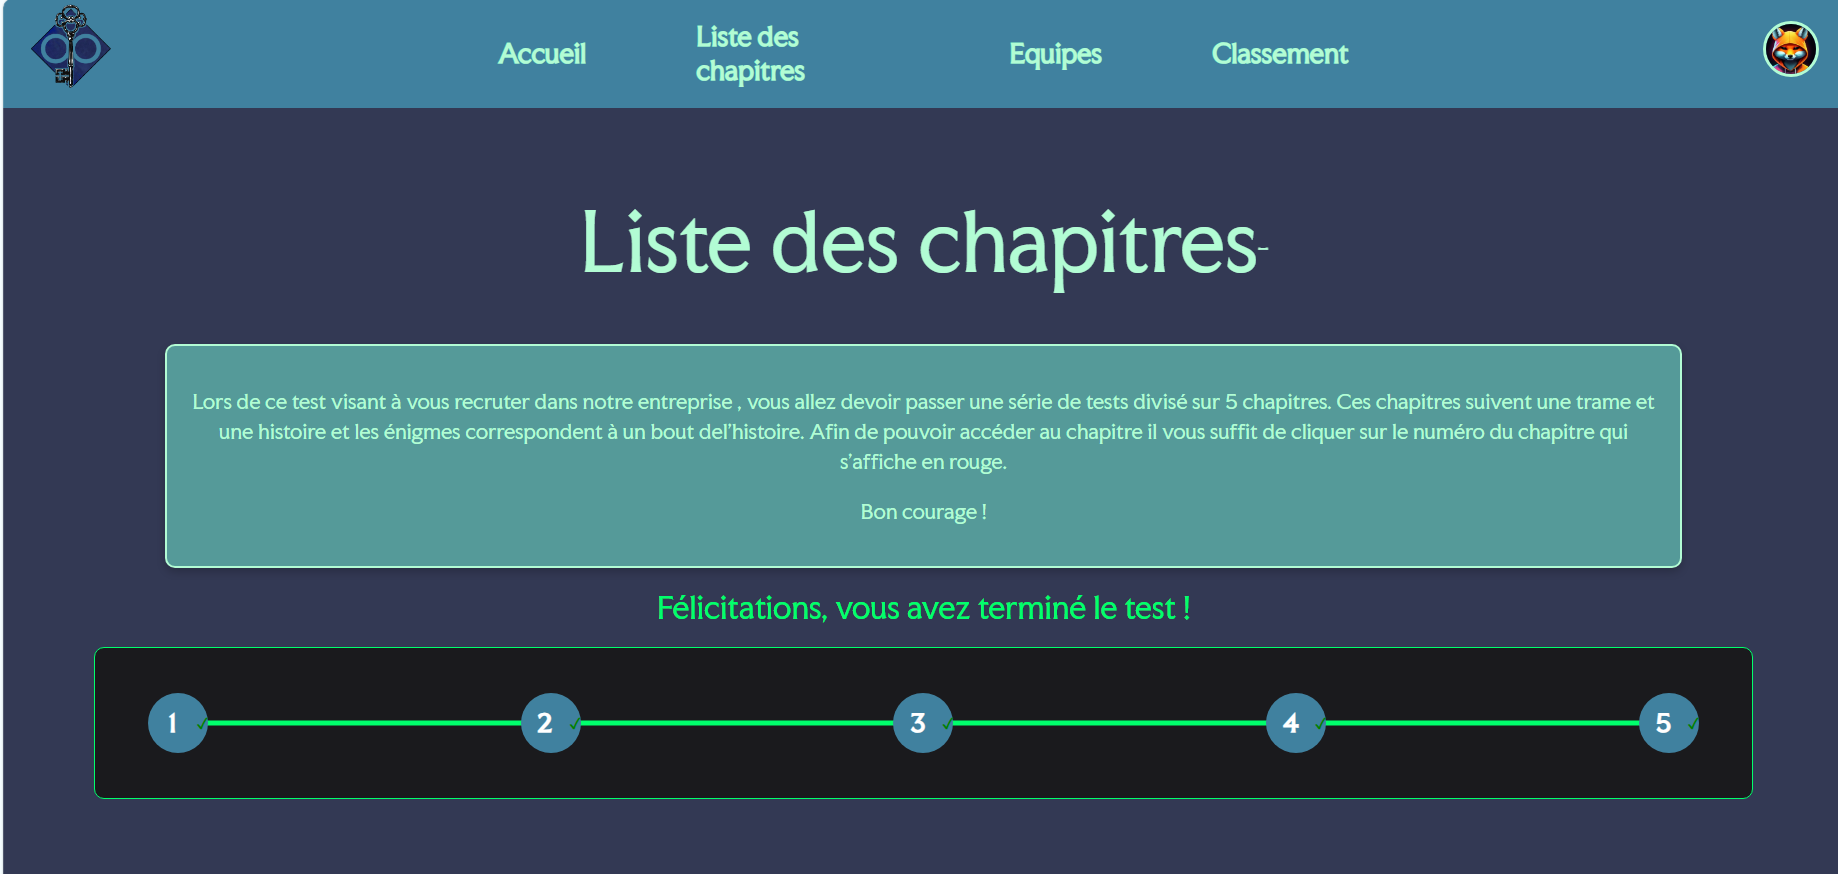 Accueil
Liste des
chapitres
Equipes
Classement
Liste des chapitres-
Lors de ce test visant à vous recruter dans notre entreprise , vous allez devoir passer une série de tests divisé sur 5 chapitres. Ces chapitres suivent une trame et
une histoire et les énigmes correspondent à un bout del'histoire. Afin de pouvoir accéder au chapitre il vous suffit de cliquer sur le numéro du chapitre qui
s'affiche en rouge.
Bon courage !
Félicitations, vous avez terminé le test !
1 ✓ 2 ✓ 3 ✓ 4 ✓ 5 ✓